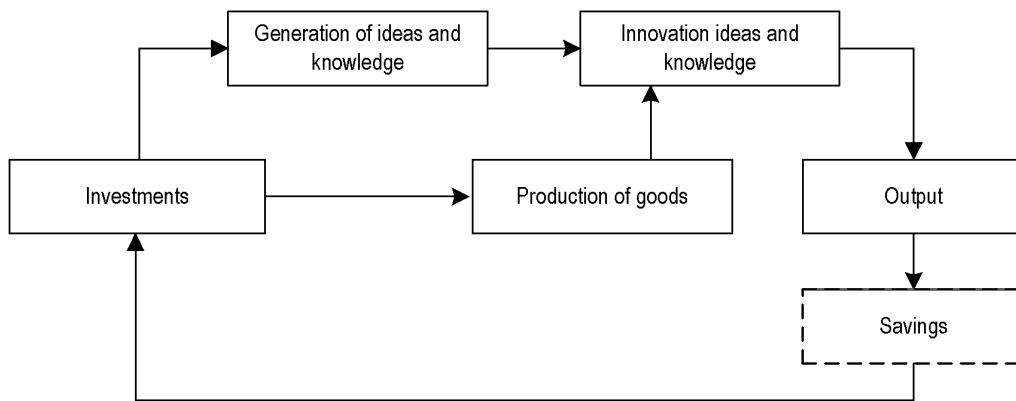 Generation of ideas and
knowledge
Innovation ideas and
knowledge
Investments
Production of goods
Output
Savings